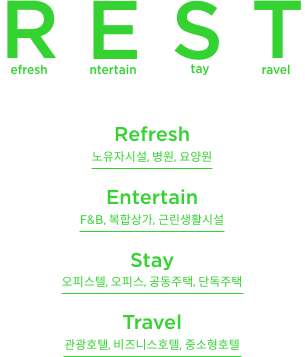 R E S T
efresh ntertain tay ravel
Refresh
노유자시설, 병원, 요양원
Entertain
F&B, 복합상가, 근린생활시설
Stay
오피스텔, 오피스, 공동주택, 단독주택
Travel
관광호텔, 비즈니스호텔, 중소형호텔